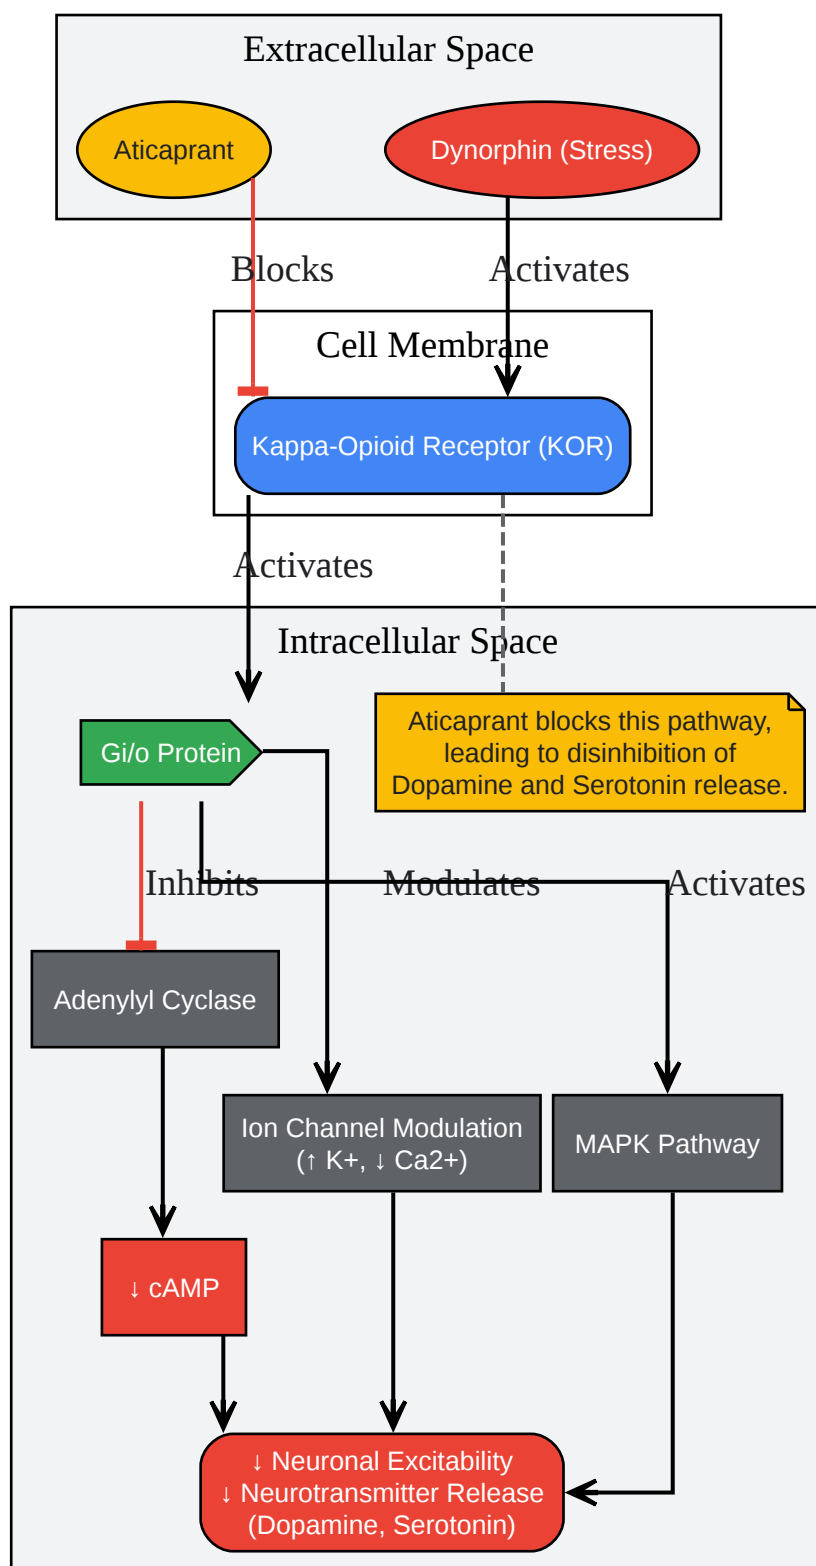 Extracellular Space
Aticaprant
Dynorphin (Stress)
Blocks
Activates
Cell Membrane
Kappa-Opioid Receptor (KOR)
Activates
Intracellular Space
Gi/o Protein
Aticaprant blocks this pathway,
leading to disinhibition of
Dopamine and Serotonin release.
Inhibits
Modulates
Activates
Adenylyl Cyclase
Ion Channel Modulation
(↑ K+, ↓ Ca2+)
MAPK Pathway
↓ cAMP
↓ Neuronal Excitability
↓ Neurotransmitter Release
(Dopamine, Serotonin)